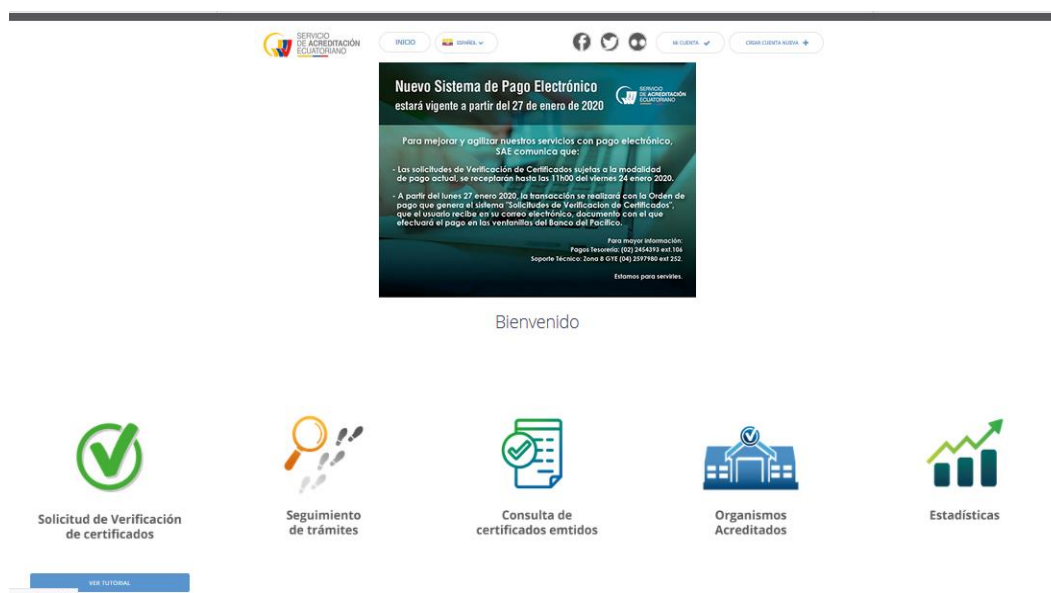 SERVICIO
DE ACREDITACIÓN
ECUATORIANO
INICIO
ESPAÑOL
MI CUENTA
CREAR CUENTA NUEVA
Nuevo Sistema de Pago Electrónico
estará vigente a partir del 27 de enero de 2020
SERVICIO
DE ACREDITACIÓN
ECUATORIANO
Para mejorar y agilizar nuestros servicios con pago electrónico,
SAE comunica que:
- Las solicitudes de Verificación de Certificados sujetas a la modalidad
de pago actual, se receptarán hasta las 11h00 del viernes 24 enero 2020.
- A partir del lunes 27 enero 2020, la transacción se realizará con la Orden de
pago que genera el sistema "Solicitudes de Verificacion de Certificados",
que el usuario recibe en su correo electrónico, documento con el que
efectuará el pago en las ventanillas del Banco del Pacífico.
Para mayor información:
Pagos Tesorería: (02) 2454393 ext.106
Soporte Técnico: Zona 8 GYE (04) 2597980 ext 252.
Estamos para servirles.
Bienvenido
Solicitud de Verificación
de certificados
Seguimiento
de trámites
Consulta de
certificados emtidos
Organismos
Acreditados
Estadísticas
VER TUTORIAL